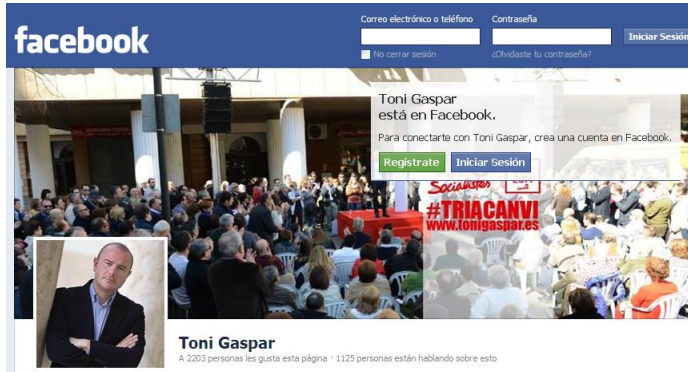 Correo electrónico o teléfono
Contraseña
facebook
Iniciar Sesión
No cerrar sesión
¿Olvidaste tu contraseña?
Toni Gaspar
está en Facebook.
Para conectarte con Toni Gaspar, crea una cuenta en Facebook.
Regístrate
Iniciar Sesión
Socialistes
#TRIACANVI
www.tonigaspar.es
Toni Gaspar
A 2203 personas les gusta esta página · 1125 personas están hablando sobre esto